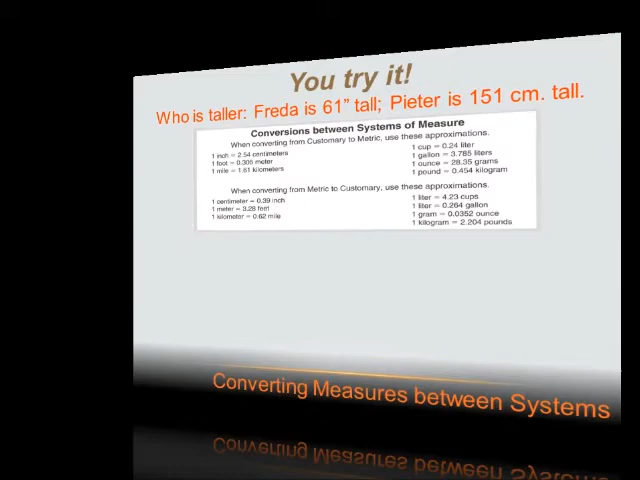 You try it!
Who is taller: Freda is 61” tall; Pieter is 151 cm. tall.
Conversions between Systems of Measure
When converting from Customary to Metric, use these approximations.
1 inch = 2.54 centimeters
1 foot = 0.305 meter
1 mile = 1.61 kilometers
1 cup = 0.24 liter
1 gallon = 3.785 liters
1 ounce = 28.35 grams
1 pound = 0.454 kilogram
When converting from Metric to Customary, use these approximations.
1 centimeter = 0.39 inch
1 meter = 3.28 feet
1 kilometer = 0.62 mile
1 liter = 4.23 cups
1 liter = 0.264 gallon
1 gram = 0.0352 ounce
1 kilogram = 2.204 pounds
Converting Measures between Systems